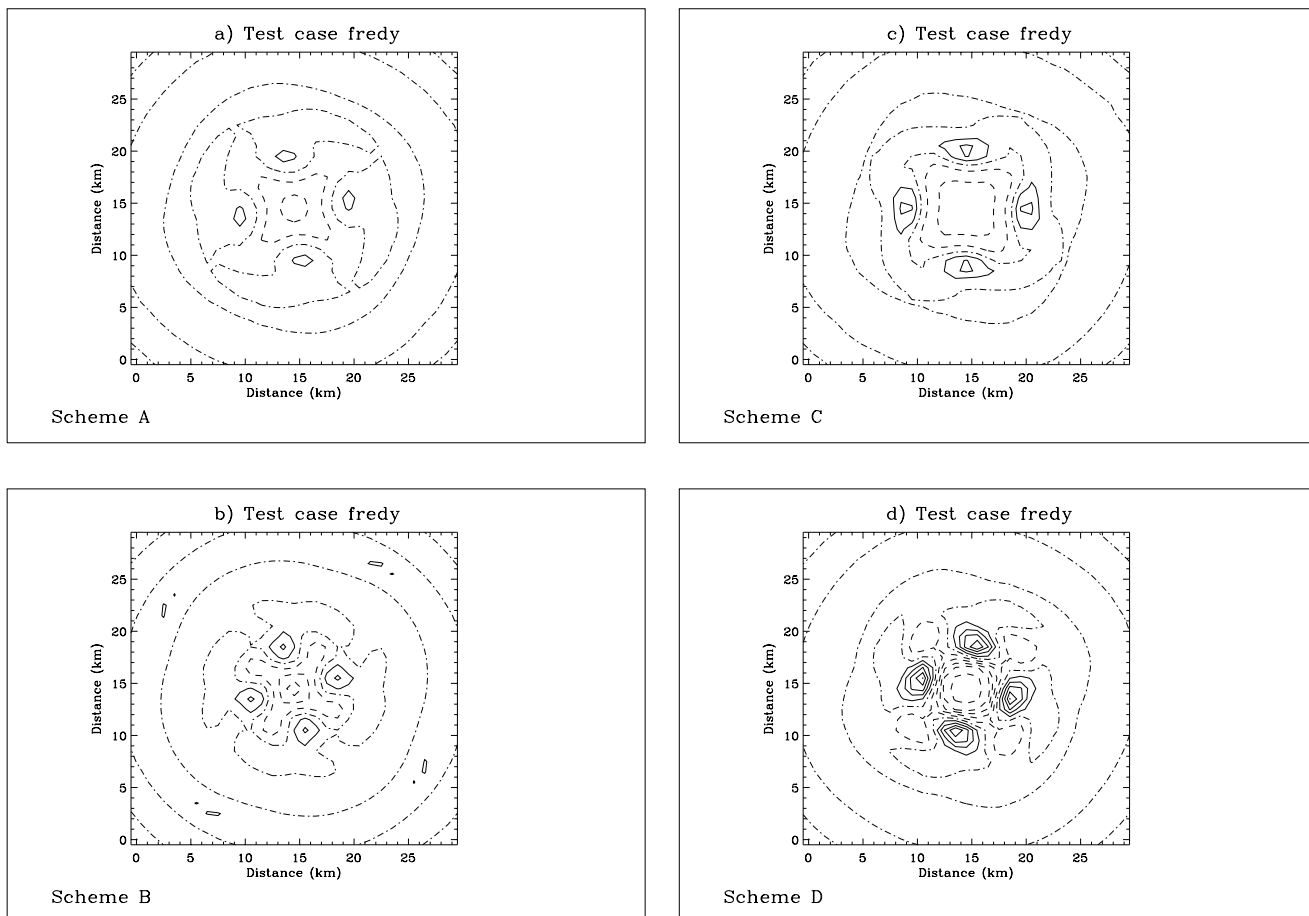 a) Test case fredy
25
20
15
10
5
0
Distance (km)
0 5 10 15 20 25
Distance (km)
Scheme A
c) Test case fredy
25
20
15
10
5
0
Distance (km)
0 5 10 15 20 25
Distance (km)
Scheme C
b) Test case fredy
25
20
15
10
5
0
Distance (km)
0 5 10 15 20 25
Distance (km)
Scheme B
d) Test case fredy
25
20
15
10
5
0
Distance (km)
0 5 10 15 20 25
Distance (km)
Scheme D